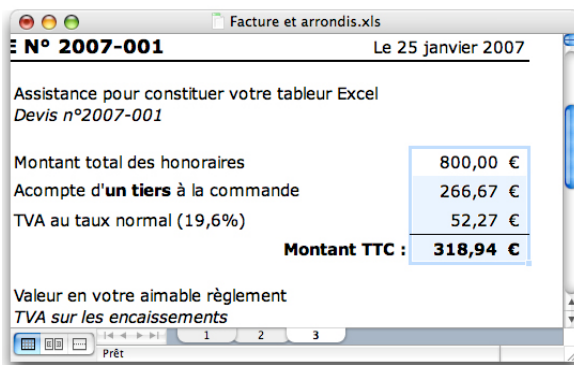 Facture et arrondis.xls
E N° 2007-001 Le 25 janvier 2007
Assistance pour constituer votre tableur Excel
Devis n°2007-001
Montant total des honoraires 800,00 €
Acompte d'un tiers à la commande 266,67 €
TVA au taux normal (19,6%) 52,27 €
Montant TTC : 318,94 €
Valeur en votre aimable règlement
TVA sur les encaissements
1 2 3
Prêt